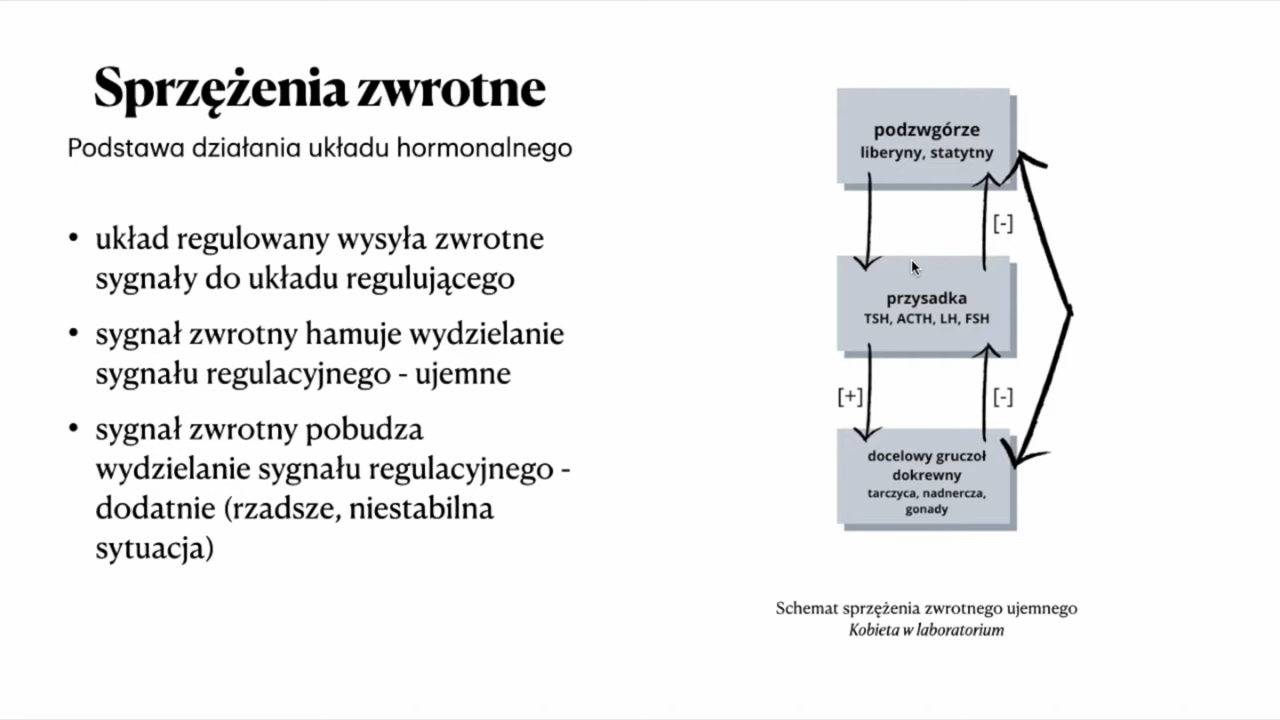 Sprzężenia zwrotne
Podstawa działania układu hormonalnego
• układ regulowany wysyła zwrotne
sygnały do układu regulującego
• sygnał zwrotny hamuje wydzielanie
sygnału regulacyjnego - ujemne
• sygnał zwrotny pobudza
wydzielanie sygnału regulacyjnego -
dodatnie (rzadsze, niestabilna
sytuacja)
podzwgórze
liberyny, statytny
[-]
przysadka
TSH, ACTH, LH, FSH
[+]
[-]
docelowy gruczoł
dokrewny
tarczyca, nadnercza,
gonady
Schemat sprzężenia zwrotnego ujemnego
Kobieta w laboratorium